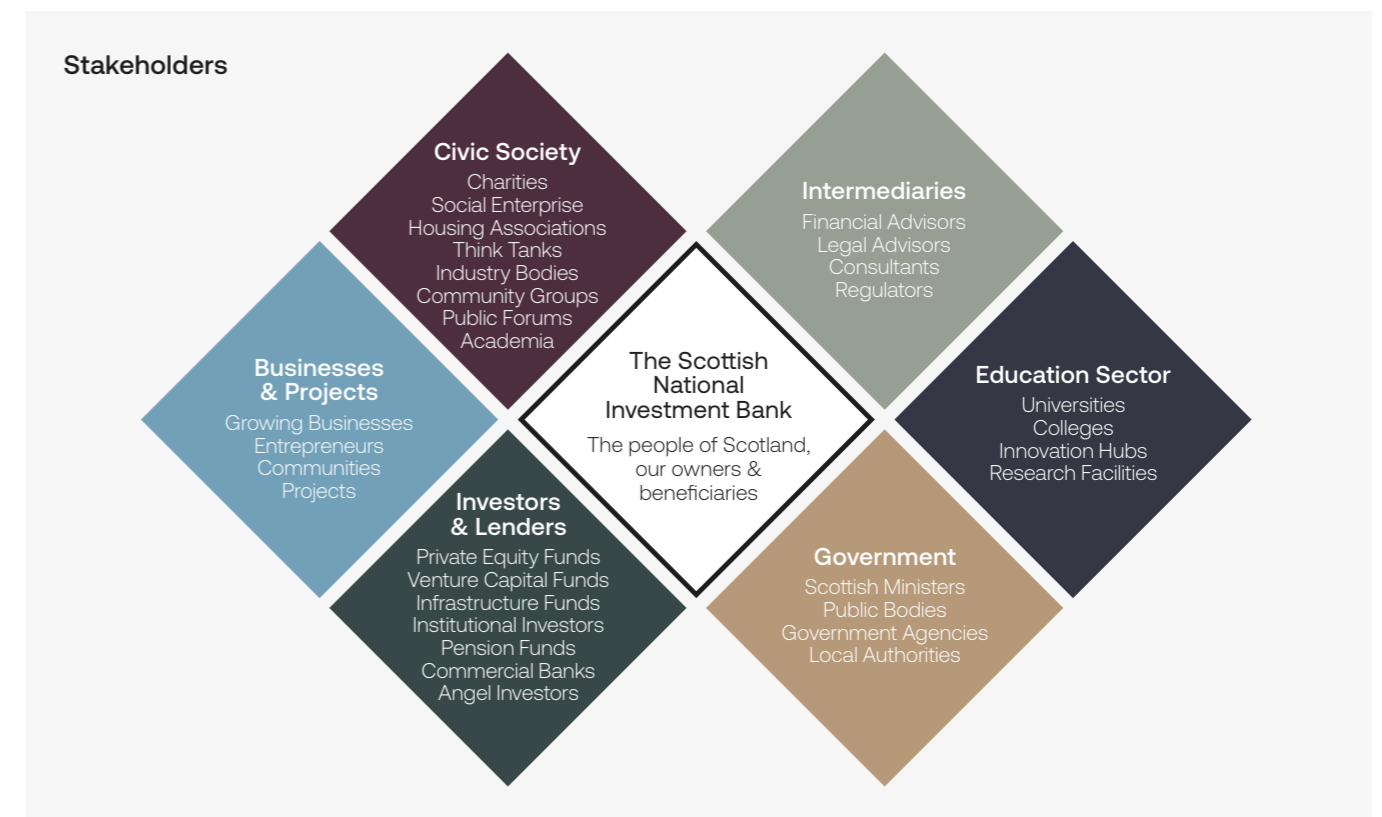 Stakeholders
Civic Society
Charities
Social Enterprise
Housing Associations
Think Tanks
Industry Bodies
Community Groups
Public Forums
Academia
Intermediaries
Financial Advisors
Legal Advisors
Consultants
Regulators
Businesses
& Projects
Growing Businesses
Entrepreneurs
Communities
Projects
The Scottish
National
Investment Bank
The people of Scotland,
our owners &
beneficiaries
Education Sector
Universities
Colleges
Innovation Hubs
Research Facilities
Investors
& Lenders
Private Equity Funds
Venture Capital Funds
Infrastructure Funds
Institutional Investors
Pension Funds
Commercial Banks
Angel Investors
Government
Scottish Ministers
Public Bodies
Government Agencies
Local Authorities